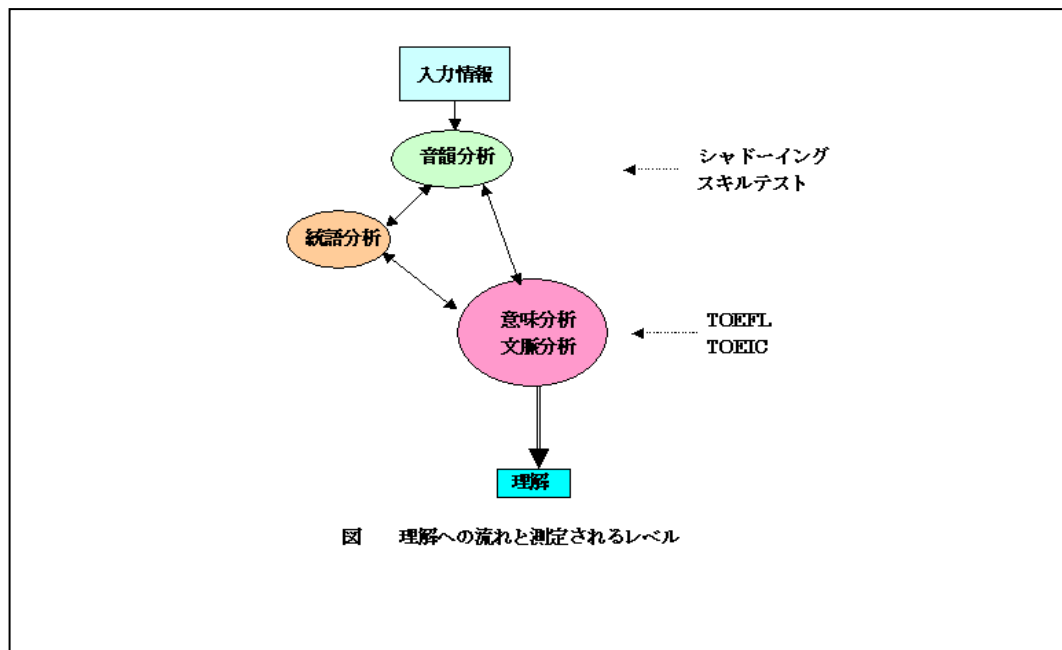 入力情報
音韻分析
シャドーイング
スキルテスト
統語分析
意味分析
文脈分析
TOEFL
TOEIC
理解
図　理解への流れと測定されるレベル